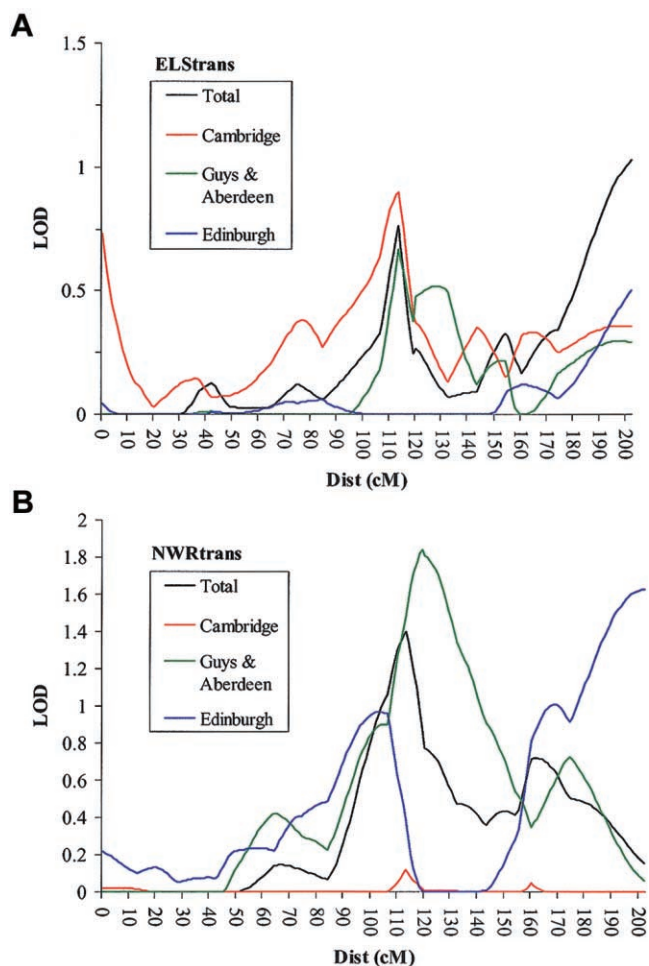 A
1.5
1
0.5
0
LOD
ELStrans
Total
Cambridge
Guys &
Aberdeen
Edinburgh
0 10 20 30 40 50 60 70 80 90 100 110 120 130 140 150 160 170 180 190 200
Dist (cM)
B
2
1.8
1.6
1.4
1.2
1
0.8
0.6
0.4
0.2
0
LOD
NWRtrans
Total
Cambridge
Guys &
Aberdeen
Edinburgh
0 10 20 30 40 50 60 70 80 90 100 110 120 130 140 150 160 170 180 190 200
Dist (cM)